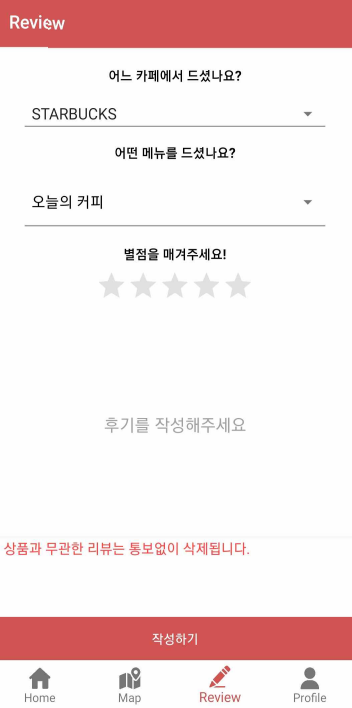 Review
어느 카페에서 드셨나요?
STARBUCKS
어떤 메뉴를 드셨나요?
오늘의 커피
별점을 매겨주세요!
후기를 작성해주세요
상품과 무관한 리뷰는 통보없이 삭제됩니다.
작성하기
Home Map Review Profile